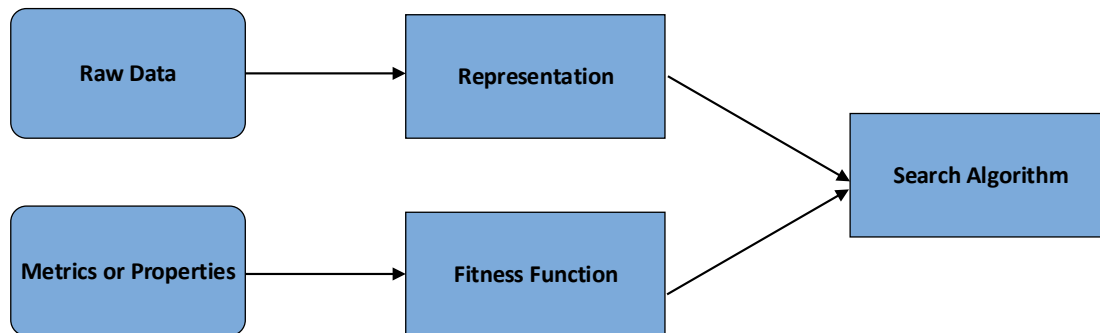 Raw Data
Representation
Search Algorithm
Metrics or Properties
Fitness Function